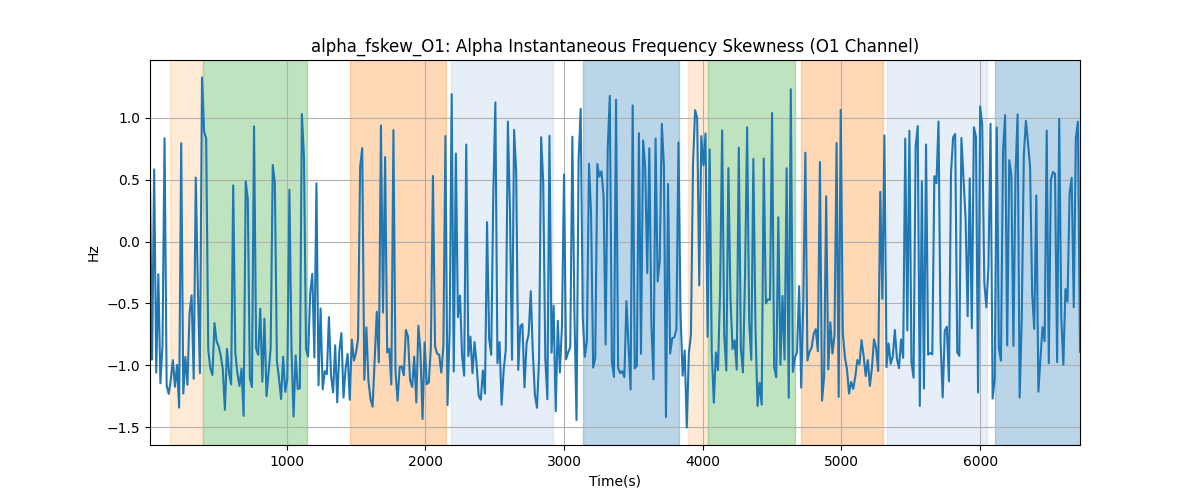 alpha_fskew_O1: Alpha Instantaneous Frequency Skewness (O1 Channel)
Hz
1.0
0.5
0.0
−0.5
−1.0
−1.5
1000 2000 3000 4000 5000 6000
Time(s)